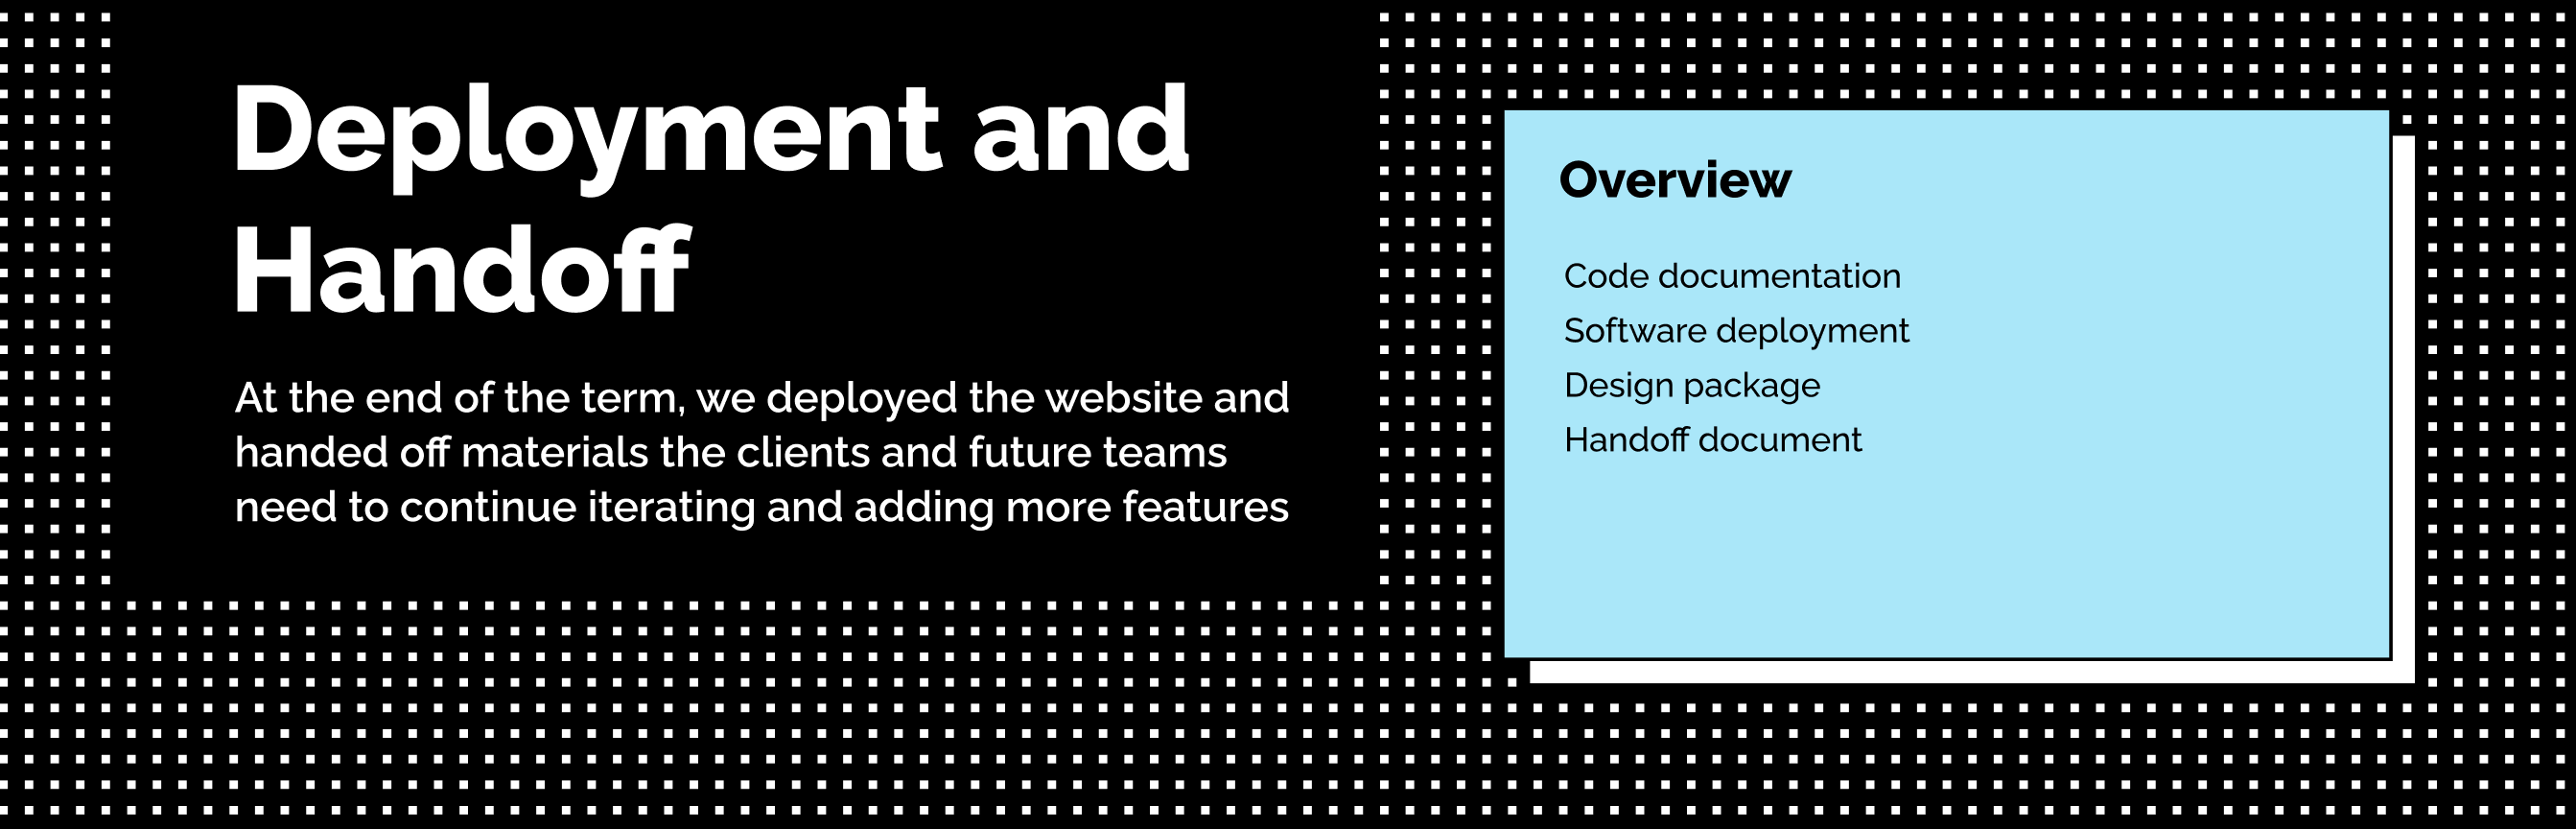 Deployment and
Handoff
At the end of the term, we deployed the website and
handed off materials the clients and future teams
need to continue iterating and adding more features
Overview
Code documentation
Software deployment
Design package
Handoff document